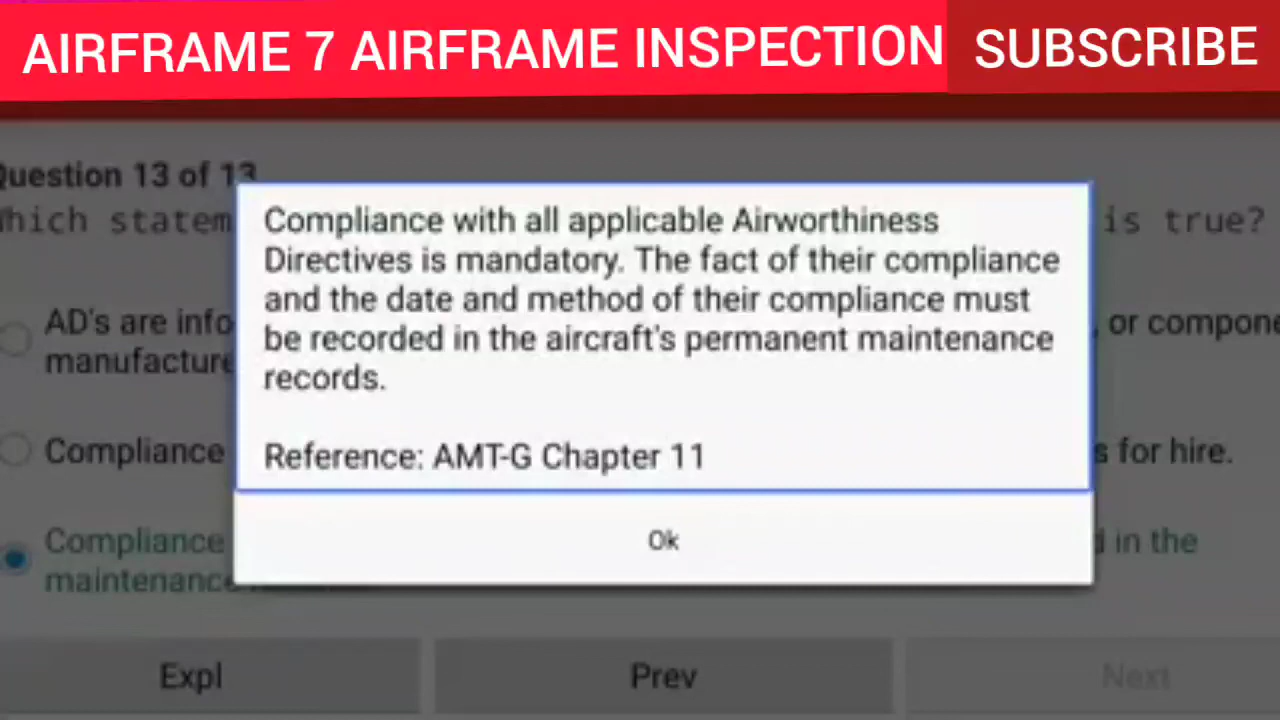 AIRFRAME 7 AIRFRAME INSPECTION SUBSCRIBE
Question 13 of 13
Which statem is true?
Compliance with all applicable Airworthiness
Directives is mandatory. The fact of their compliance
and the date and method of their compliance must
be recorded in the aircraft's permanent maintenance
records.
Reference: AMT-G Chapter 11
Ok
AD's are info , or compone
manufacture
Compliance s for hire.
Compliance d in the
maintenance
Expl Prev Next